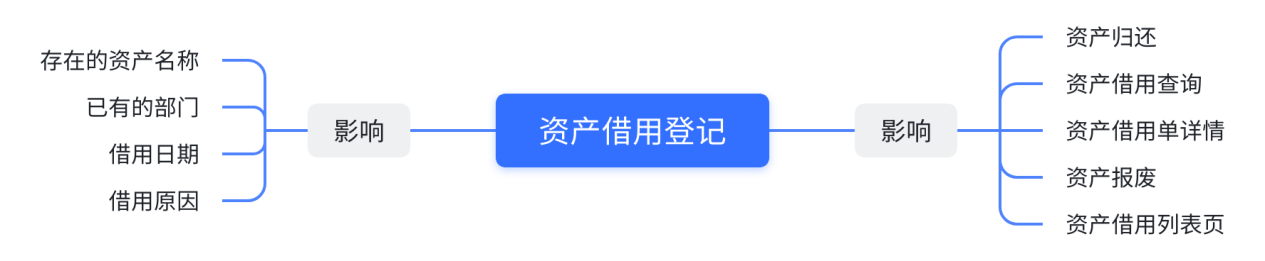 存在的资产名称
已有的部门
借用日期
借用原因
影响
资产借用登记
影响
资产归还
资产借用查询
资产借用单详情
资产报废
资产借用列表页